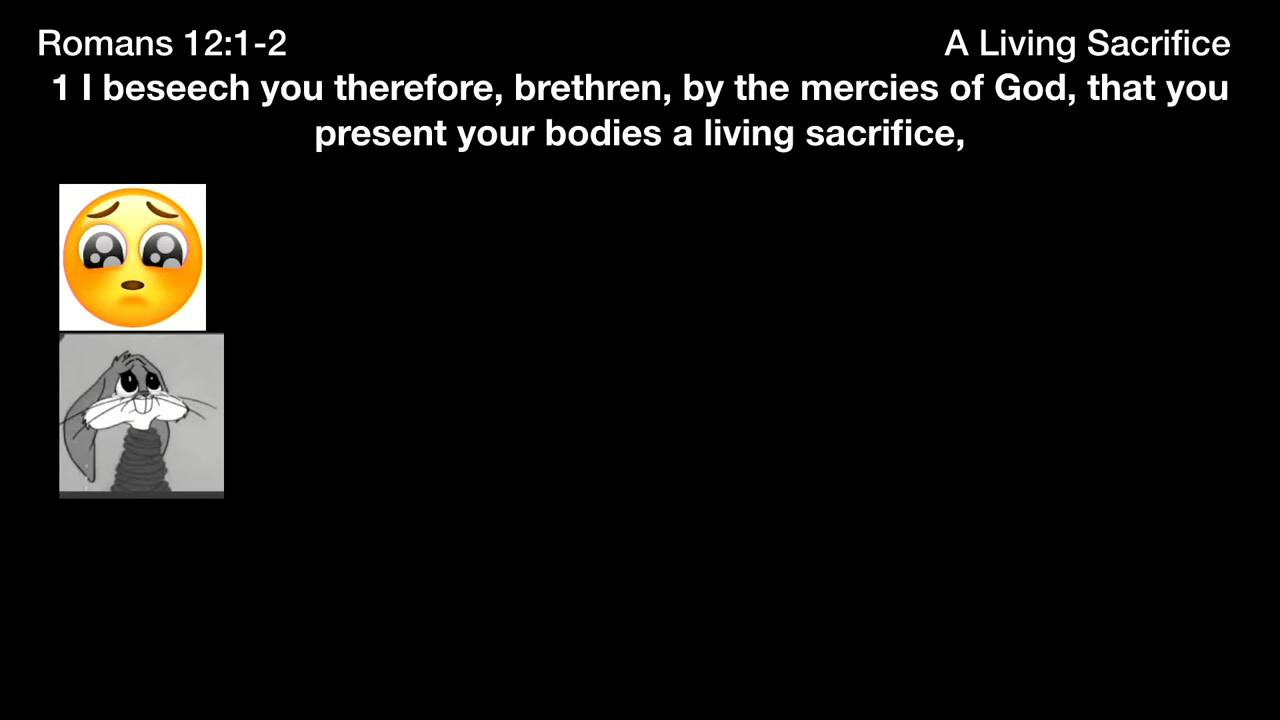 Romans 12:1-2 A Living Sacrifice
1 I beseech you therefore, brethren, by the mercies of God, that you
present your bodies a living sacrifice,